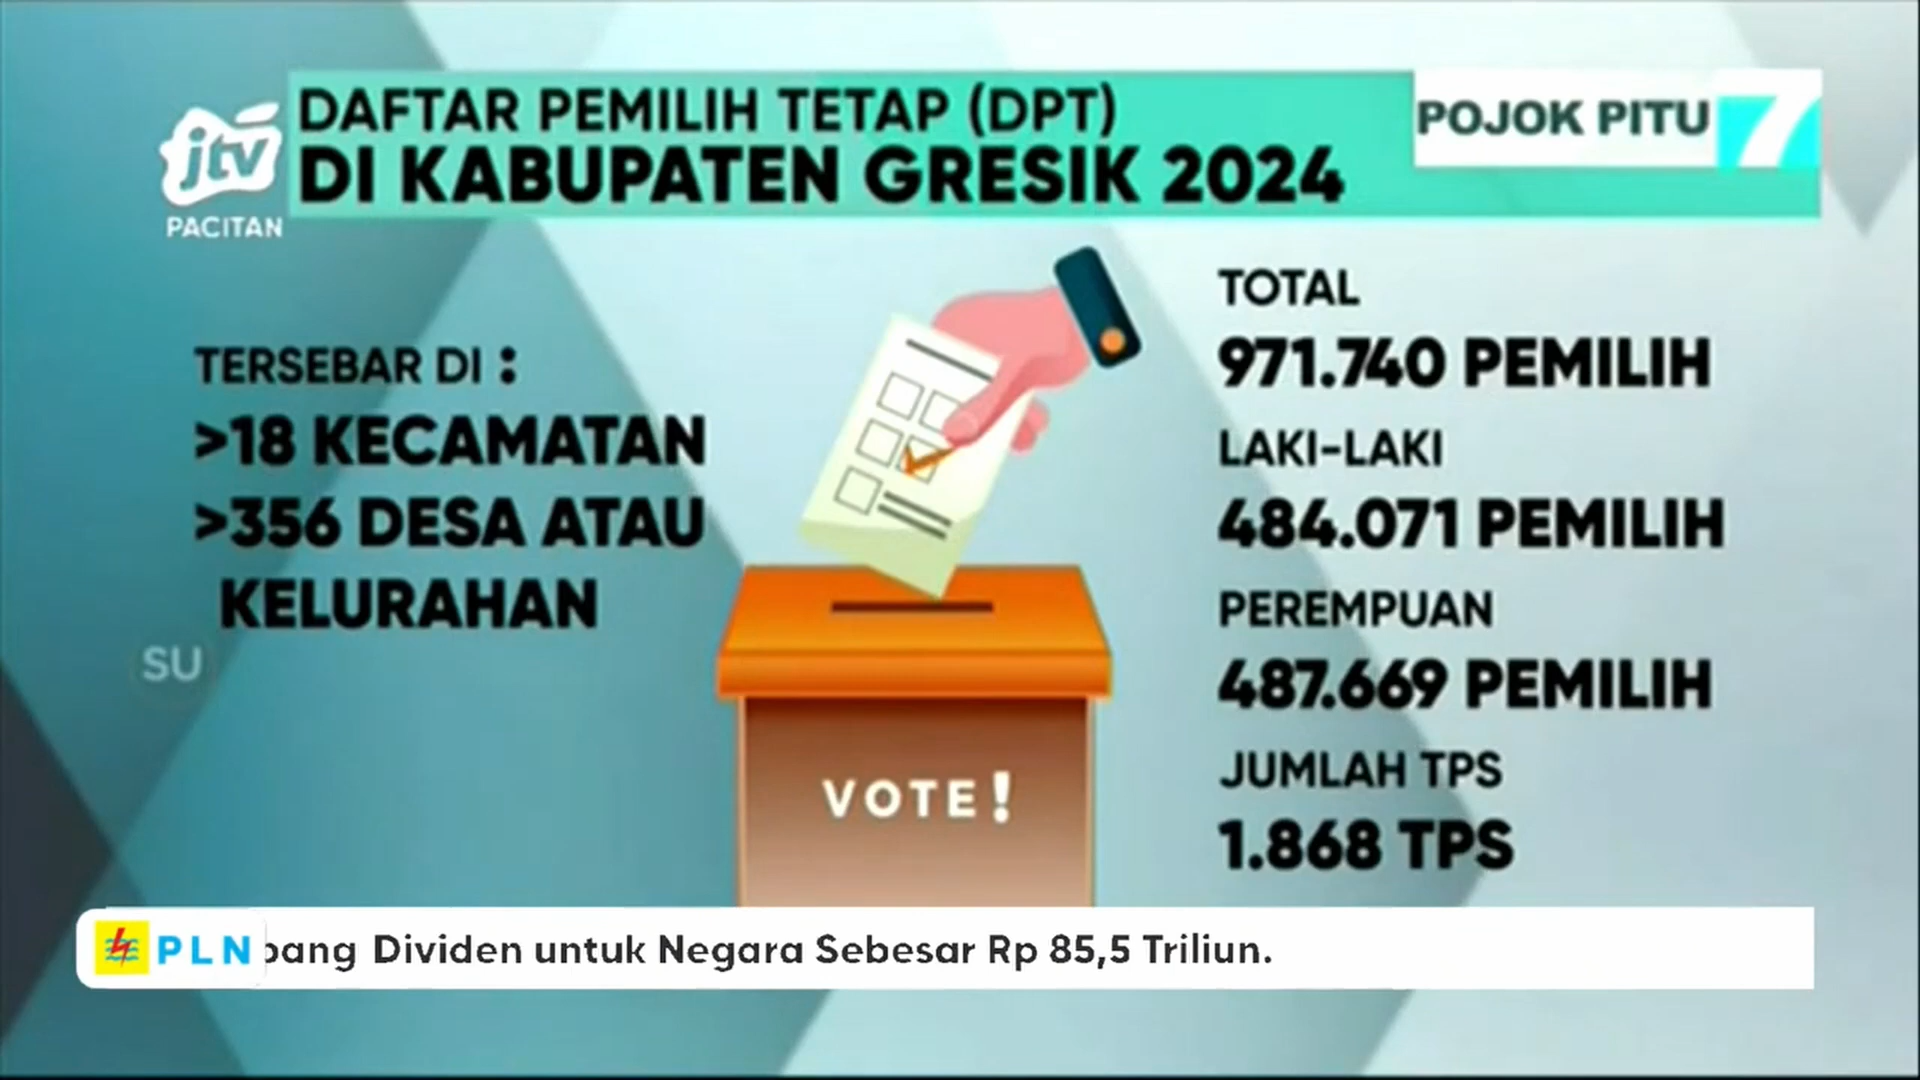 DAFTAR PEMILIH TETAP (DPT)
DI KABUPATEN GRESIK 2024
POJOK PITU 7
jtv
PACITAN
TERSEBAR DI :
>18 KECAMATAN
>356 DESA ATAU
KELURAHAN
SU
TOTAL
971.740 PEMILIH
LAKI-LAKI
484.071 PEMILIH
PEREMPUAN
487.669 PEMILIH
JUMLAH TPS
1.868 TPS
VOTE!
PLN
Dividen untuk Negara Sebesar Rp 85,5 Triliun.